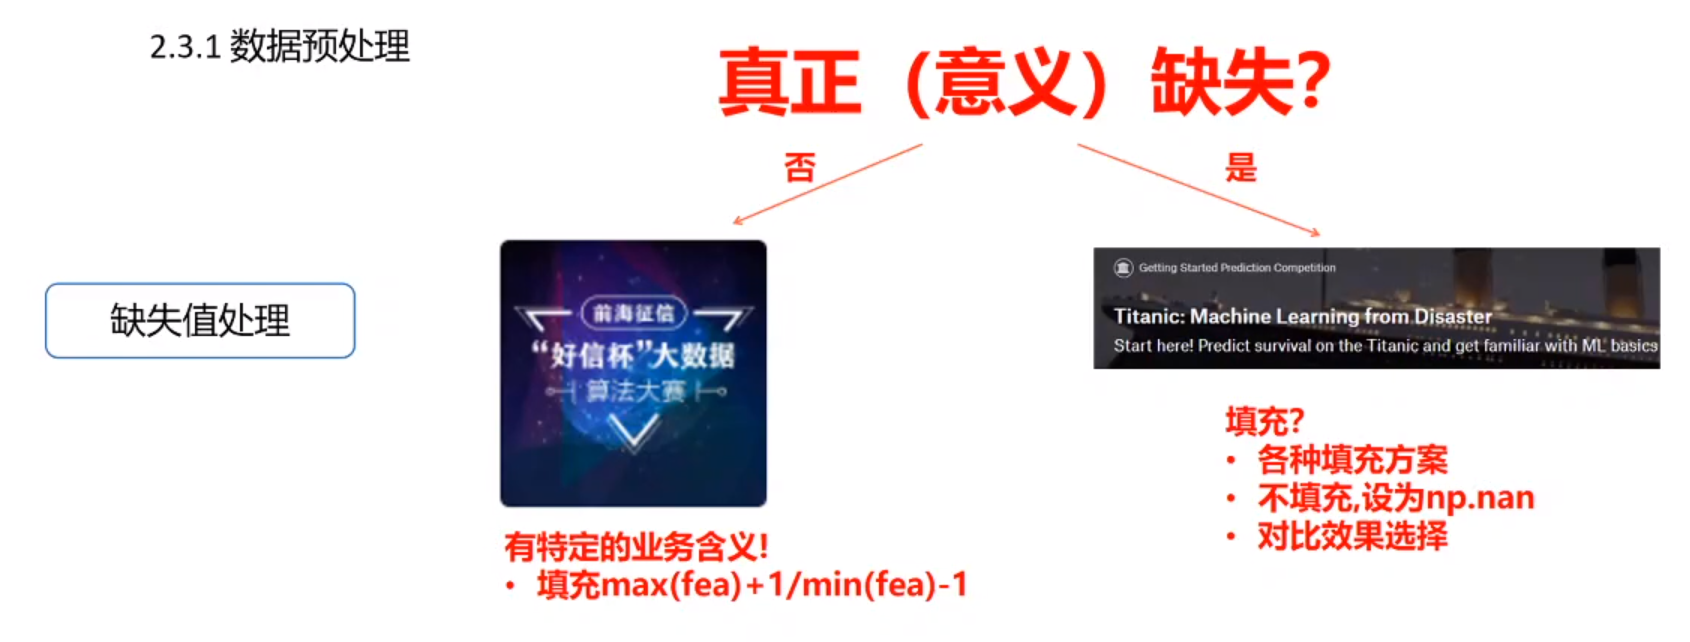 2.3.1 数据预处理
真正（意义）缺失？
否
是
缺失值处理
前海征信
“好信杯”大数据
算法大赛
Getting Started Prediction Competition
Titanic: Machine Learning from Disaster
Start here! Predict survival on the Titanic and get familiar with ML basics
填充？
• 各种填充方案
• 不填充,设为np.nan
• 对比效果选择
有特定的业务含义!
• 填充max(fea)+1/min(fea)-1